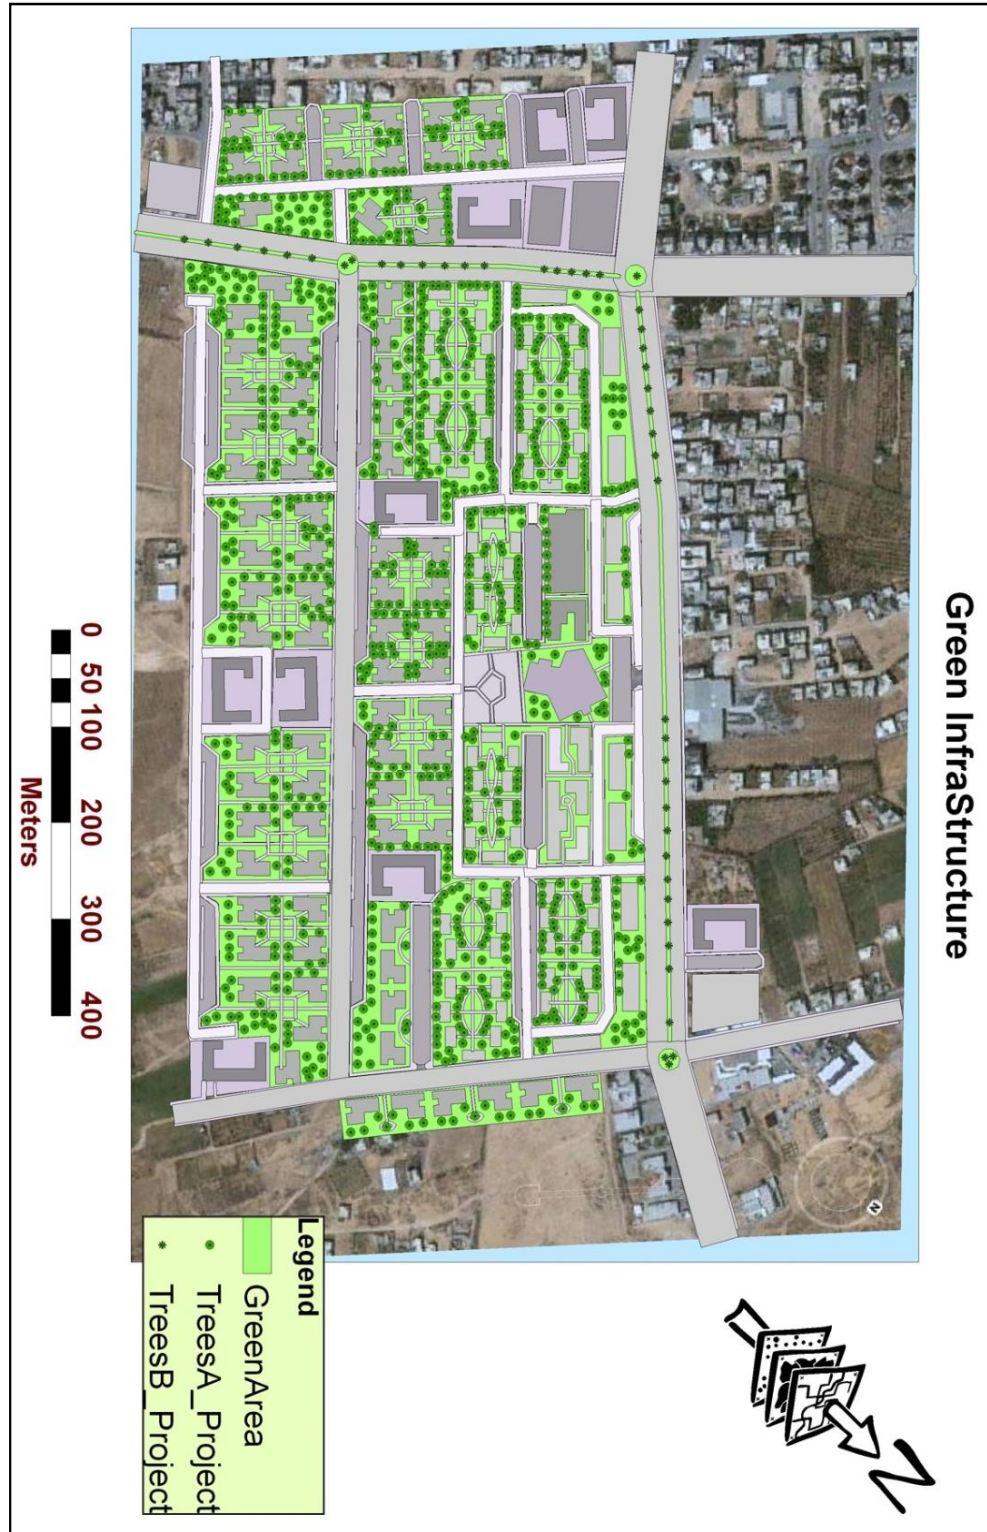 Green InfraStructure
N
N
0 50 100 200 300 400
Meters
Legend
GreenArea
TreesA_Project
TreesB_Project